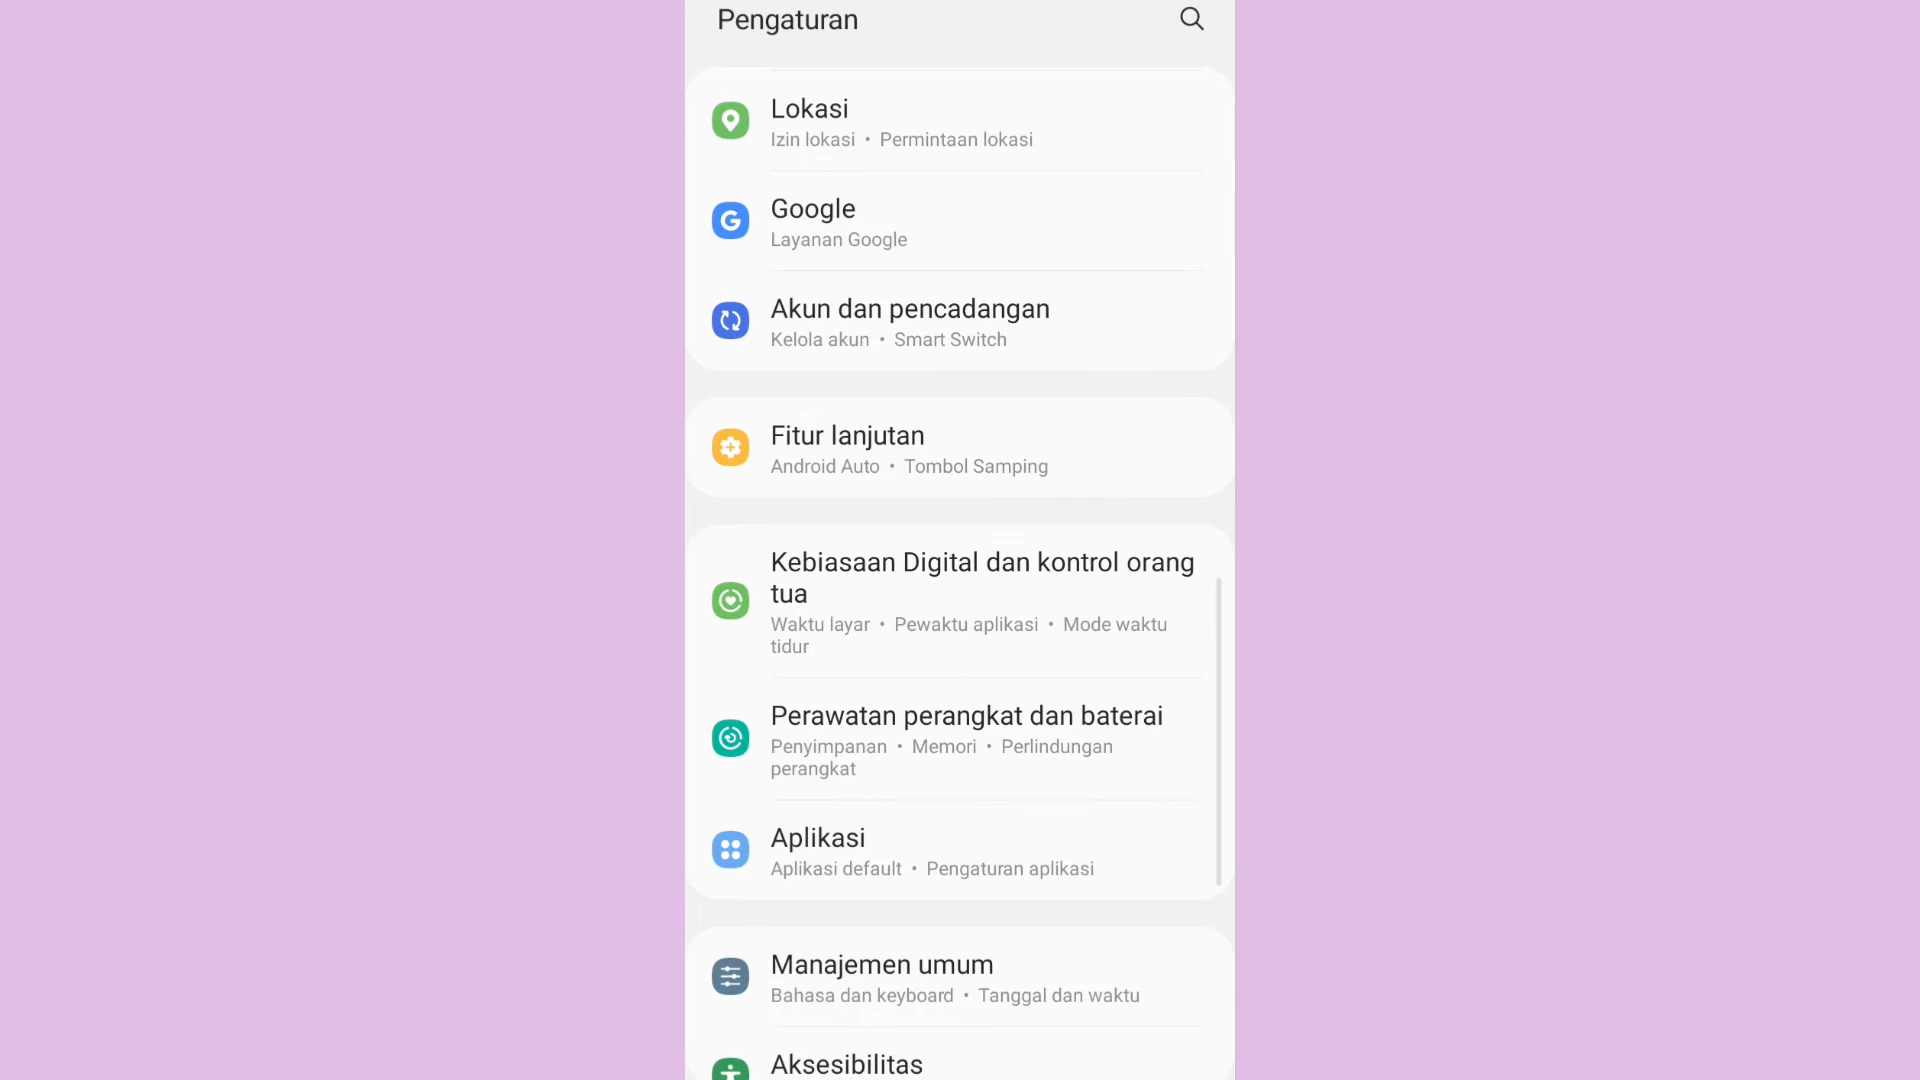 Pengaturan
Lokasi
Izin lokasi • Permintaan lokasi
Google
Layanan Google
Akun dan pencadangan
Kelola akun • Smart Switch
Fitur lanjutan
Android Auto • Tombol Samping
Kebiasaan Digital dan kontrol orang
tua
Waktu layar • Pewaktu aplikasi • Mode waktu
tidur
Perawatan perangkat dan baterai
Penyimpanan • Memori • Perlindungan
perangkat
Aplikasi
Aplikasi default • Pengaturan aplikasi
Manajemen umum
Bahasa dan keyboard • Tanggal dan waktu
Aksesibilitas